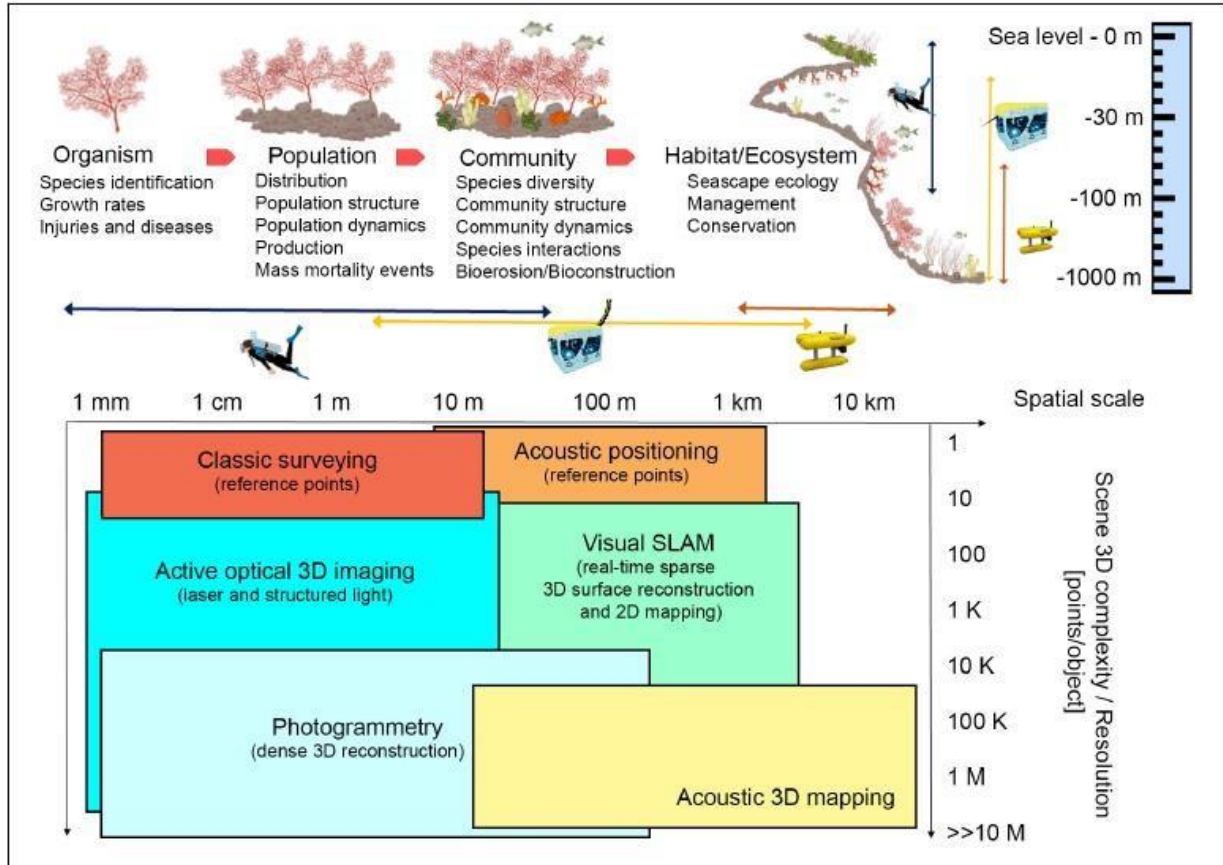 Organism
Species identification
Growth rates
Injuries and diseases
Population
Distribution
Population structure
Population dynamics
Production
Mass mortality events
Community
Species diversity
Community structure
Community dynamics
Species interactions
Bioerosion/Bioconstruction
Habitat/Ecosystem
Seascape ecology
Management
Conservation
Sea level - 0 m
-30 m
-100 m
-1000 m
1 mm 1 cm 1 m 10 m 100 m 1 km 10 km
Spatial scale
Classic surveying
(reference points)
Acoustic positioning
(reference points)
Active optical 3D imaging
(laser and structured light)
Visual SLAM
(real-time sparse
3D surface reconstruction
and 2D mapping)
Photogrammetry
(dense 3D reconstruction)
Acoustic 3D mapping
1
10
100
1 K
10 K
100 K
1 M
>>10 M
Scene 3D complexity / Resolution
[points/object]